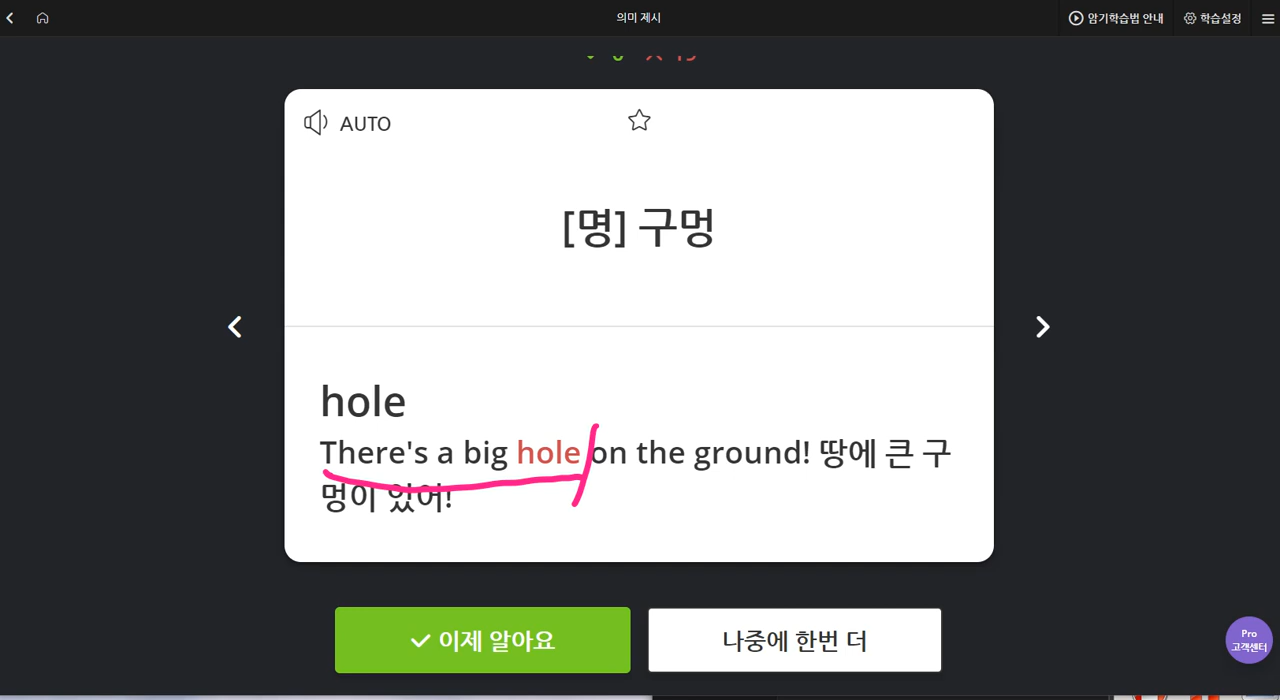 의미 제시
암기학습법 안내
학습설정
AUTO
[명] 구멍
hole
There's a big hole on the ground! 땅에 큰 구
멍이 있어!
이제 알아요
나중에 한번 더
Pro
고객센터